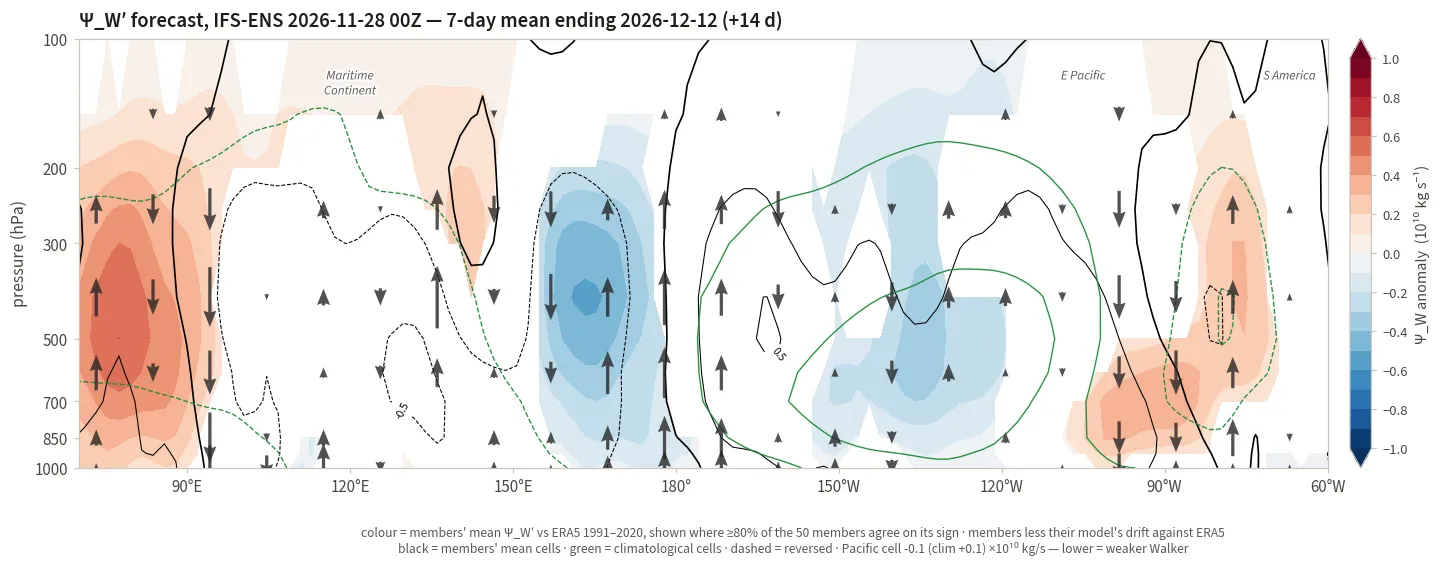 Ψ_W′ forecast, IFS-ENS 2026-11-28 00Z — 7-day mean ending 2026-12-12 (+14 d)
100
200
300
400
500
700
850
1000
pressure (hPa)
Maritime
Continent
E Pacific
S America
0.5
-0.5
90°E
120°E
150°E
180°
150°W
120°W
90°W
60°W
1.0
0.8
0.6
0.4
0.2
0.0
−0.2
−0.4
−0.6
−0.8
−1.0
Ψ_W anomaly (10¹⁰ kg s⁻¹)
colour = members' mean Ψ_W′ vs ERA5 1991–2020, shown where ≥80% of the 50 members agree on its sign · members less their model's drift against ERA5
black = members' mean cells · green = climatological cells · dashed = reversed · Pacific cell -0.1 (clim +0.1) ×10¹⁰ kg/s — lower = weaker Walker